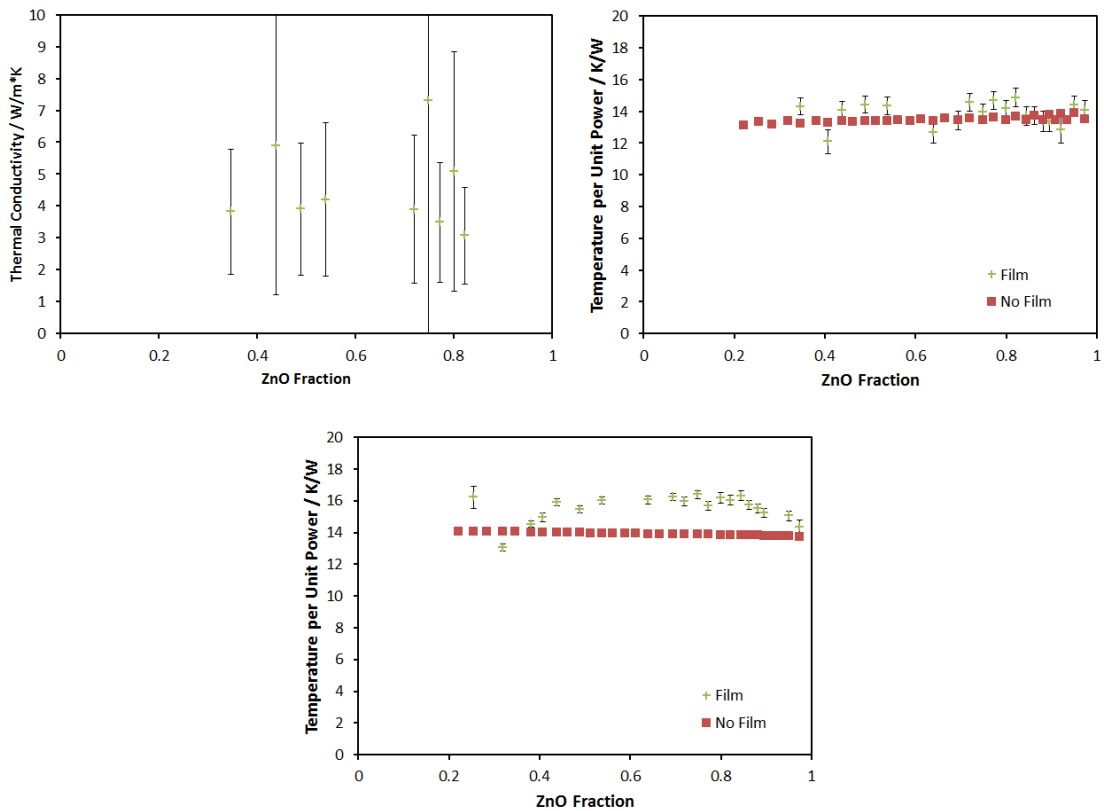 10
9
8
7
6
5
4
3
2
1
0
Thermal Conductivity / W/m*K
0 0.2 0.4 0.6 0.8 1
ZnO Fraction
20
18
16
14
12
10
8
6
4
2
0
Temperature per Unit Power / K/W
Film
No Film
0 0.2 0.4 0.6 0.8 1
ZnO Fraction
20
18
16
14
12
10
8
6
4
2
0
Temperature per Unit Power / K/W
Film
No Film
0 0.2 0.4 0.6 0.8 1
ZnO Fraction